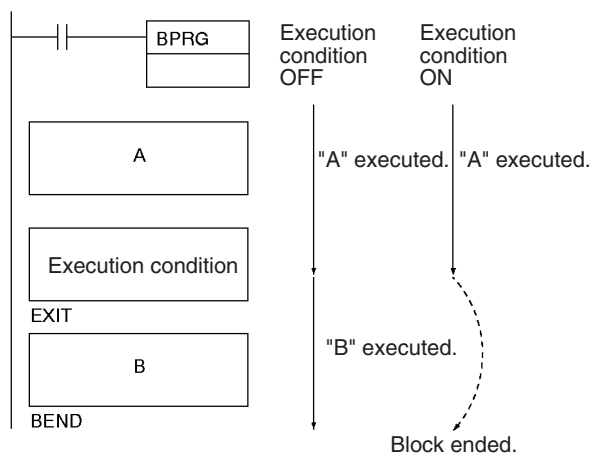 BPRG
Execution
condition
OFF
Execution
condition
ON
A
"A" executed.
"A" executed.
Execution condition
EXIT
"B" executed.
B
BEND
Block ended.